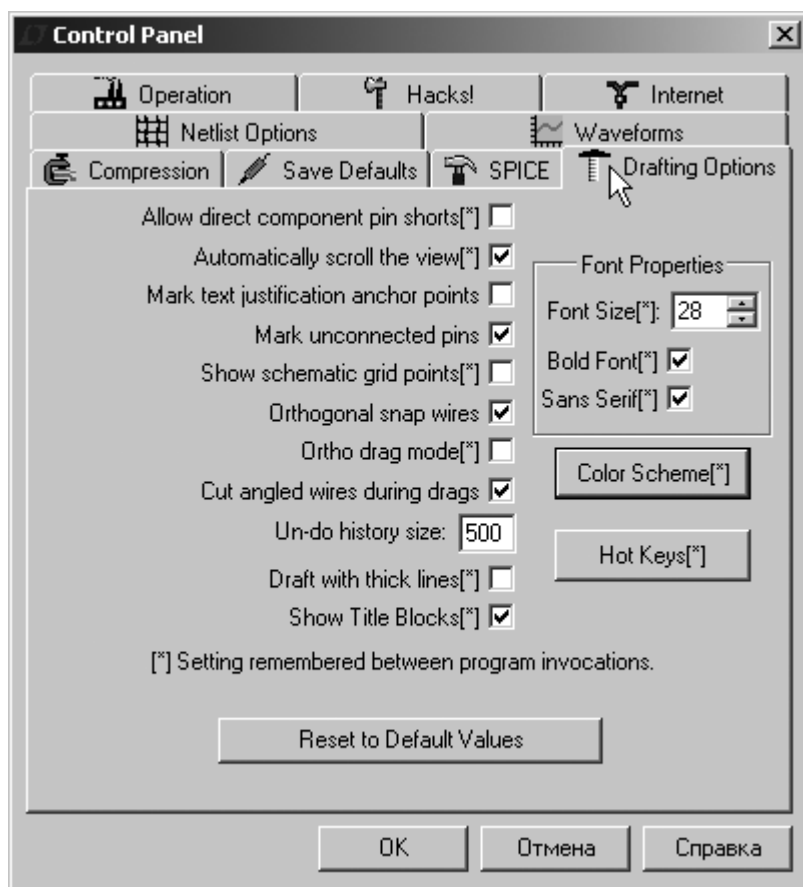 Control Panel
Operation Hacks! Internet
Netlist Options Waveforms
Compression Save Defaults SPICE Drafting Options
Allow direct component pin shorts[*]
Automatically scroll the view[*]
Mark text justification anchor points
Mark unconnected pins
Show schematic grid points[*]
Orthogonal snap wires
Ortho drag mode[*]
Cut angled wires during drags
Un-do history size: 500
Draft with thick lines[*]
Show Title Blocks[*]
Font Properties
Font Size[*]: 28
Bold Font[*]
Sans Serif[*]
Color Scheme[*]
Hot Keys[*]
[*] Setting remembered between program invocations.
Reset to Default Values
OK Отмена Справка